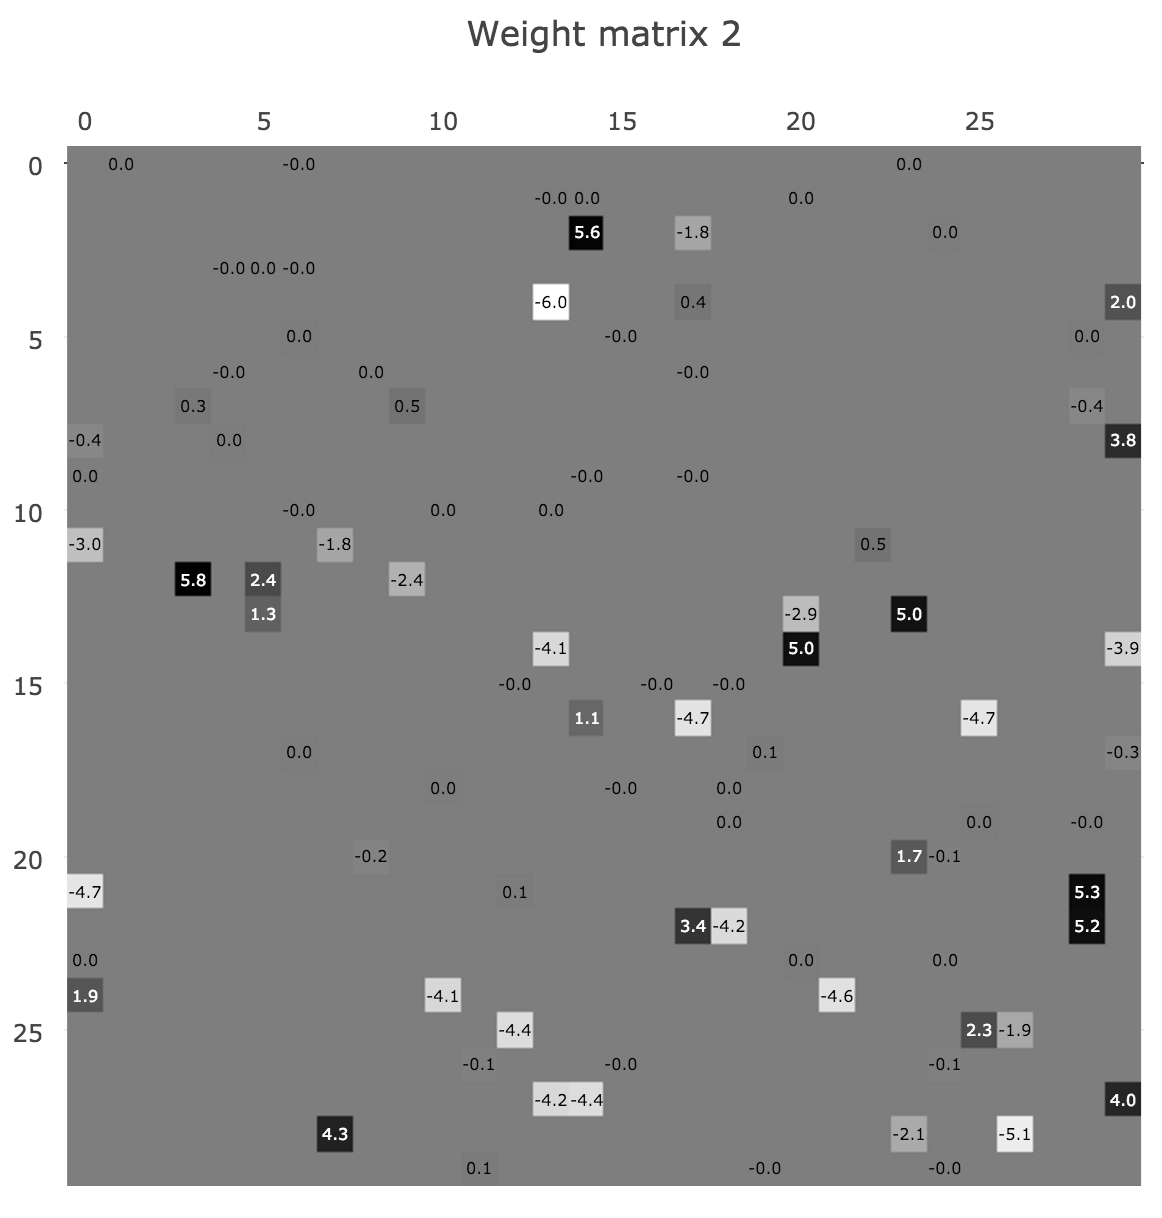 Weight matrix 2
0 5 10 15 20 25
0 0.0 -0.0 0.0
-0.0 0.0 0.0
5.6 -1.8 0.0
-0.0 0.0 -0.0
-6.0 0.4 2.0
5 0.0 -0.0 0.0
-0.0 0.0 -0.0
0.3 0.5 -0.4
-0.4 0.0 3.8
0.0 -0.0 -0.0
10 -0.0 0.0 0.0
-3.0 -1.8 0.5
5.8 2.4 -2.4
1.3 -2.9 5.0
-4.1 5.0 -3.9
15 -0.0 -0.0 -0.0
1.1 -4.7 -4.7
0.0 0.1 -0.3
0.0 -0.0 0.0
0.0 0.0 -0.0
20 -0.2 1.7 -0.1
-4.7 0.1 5.3
3.4 -4.2 5.2
0.0 0.0 0.0
1.9 -4.1 -4.6
25 -4.4 2.3 -1.9
-0.1 -0.0 -0.1
-4.2 -4.4 4.0
4.3 -2.1 -5.1
0.1 -0.0 -0.0